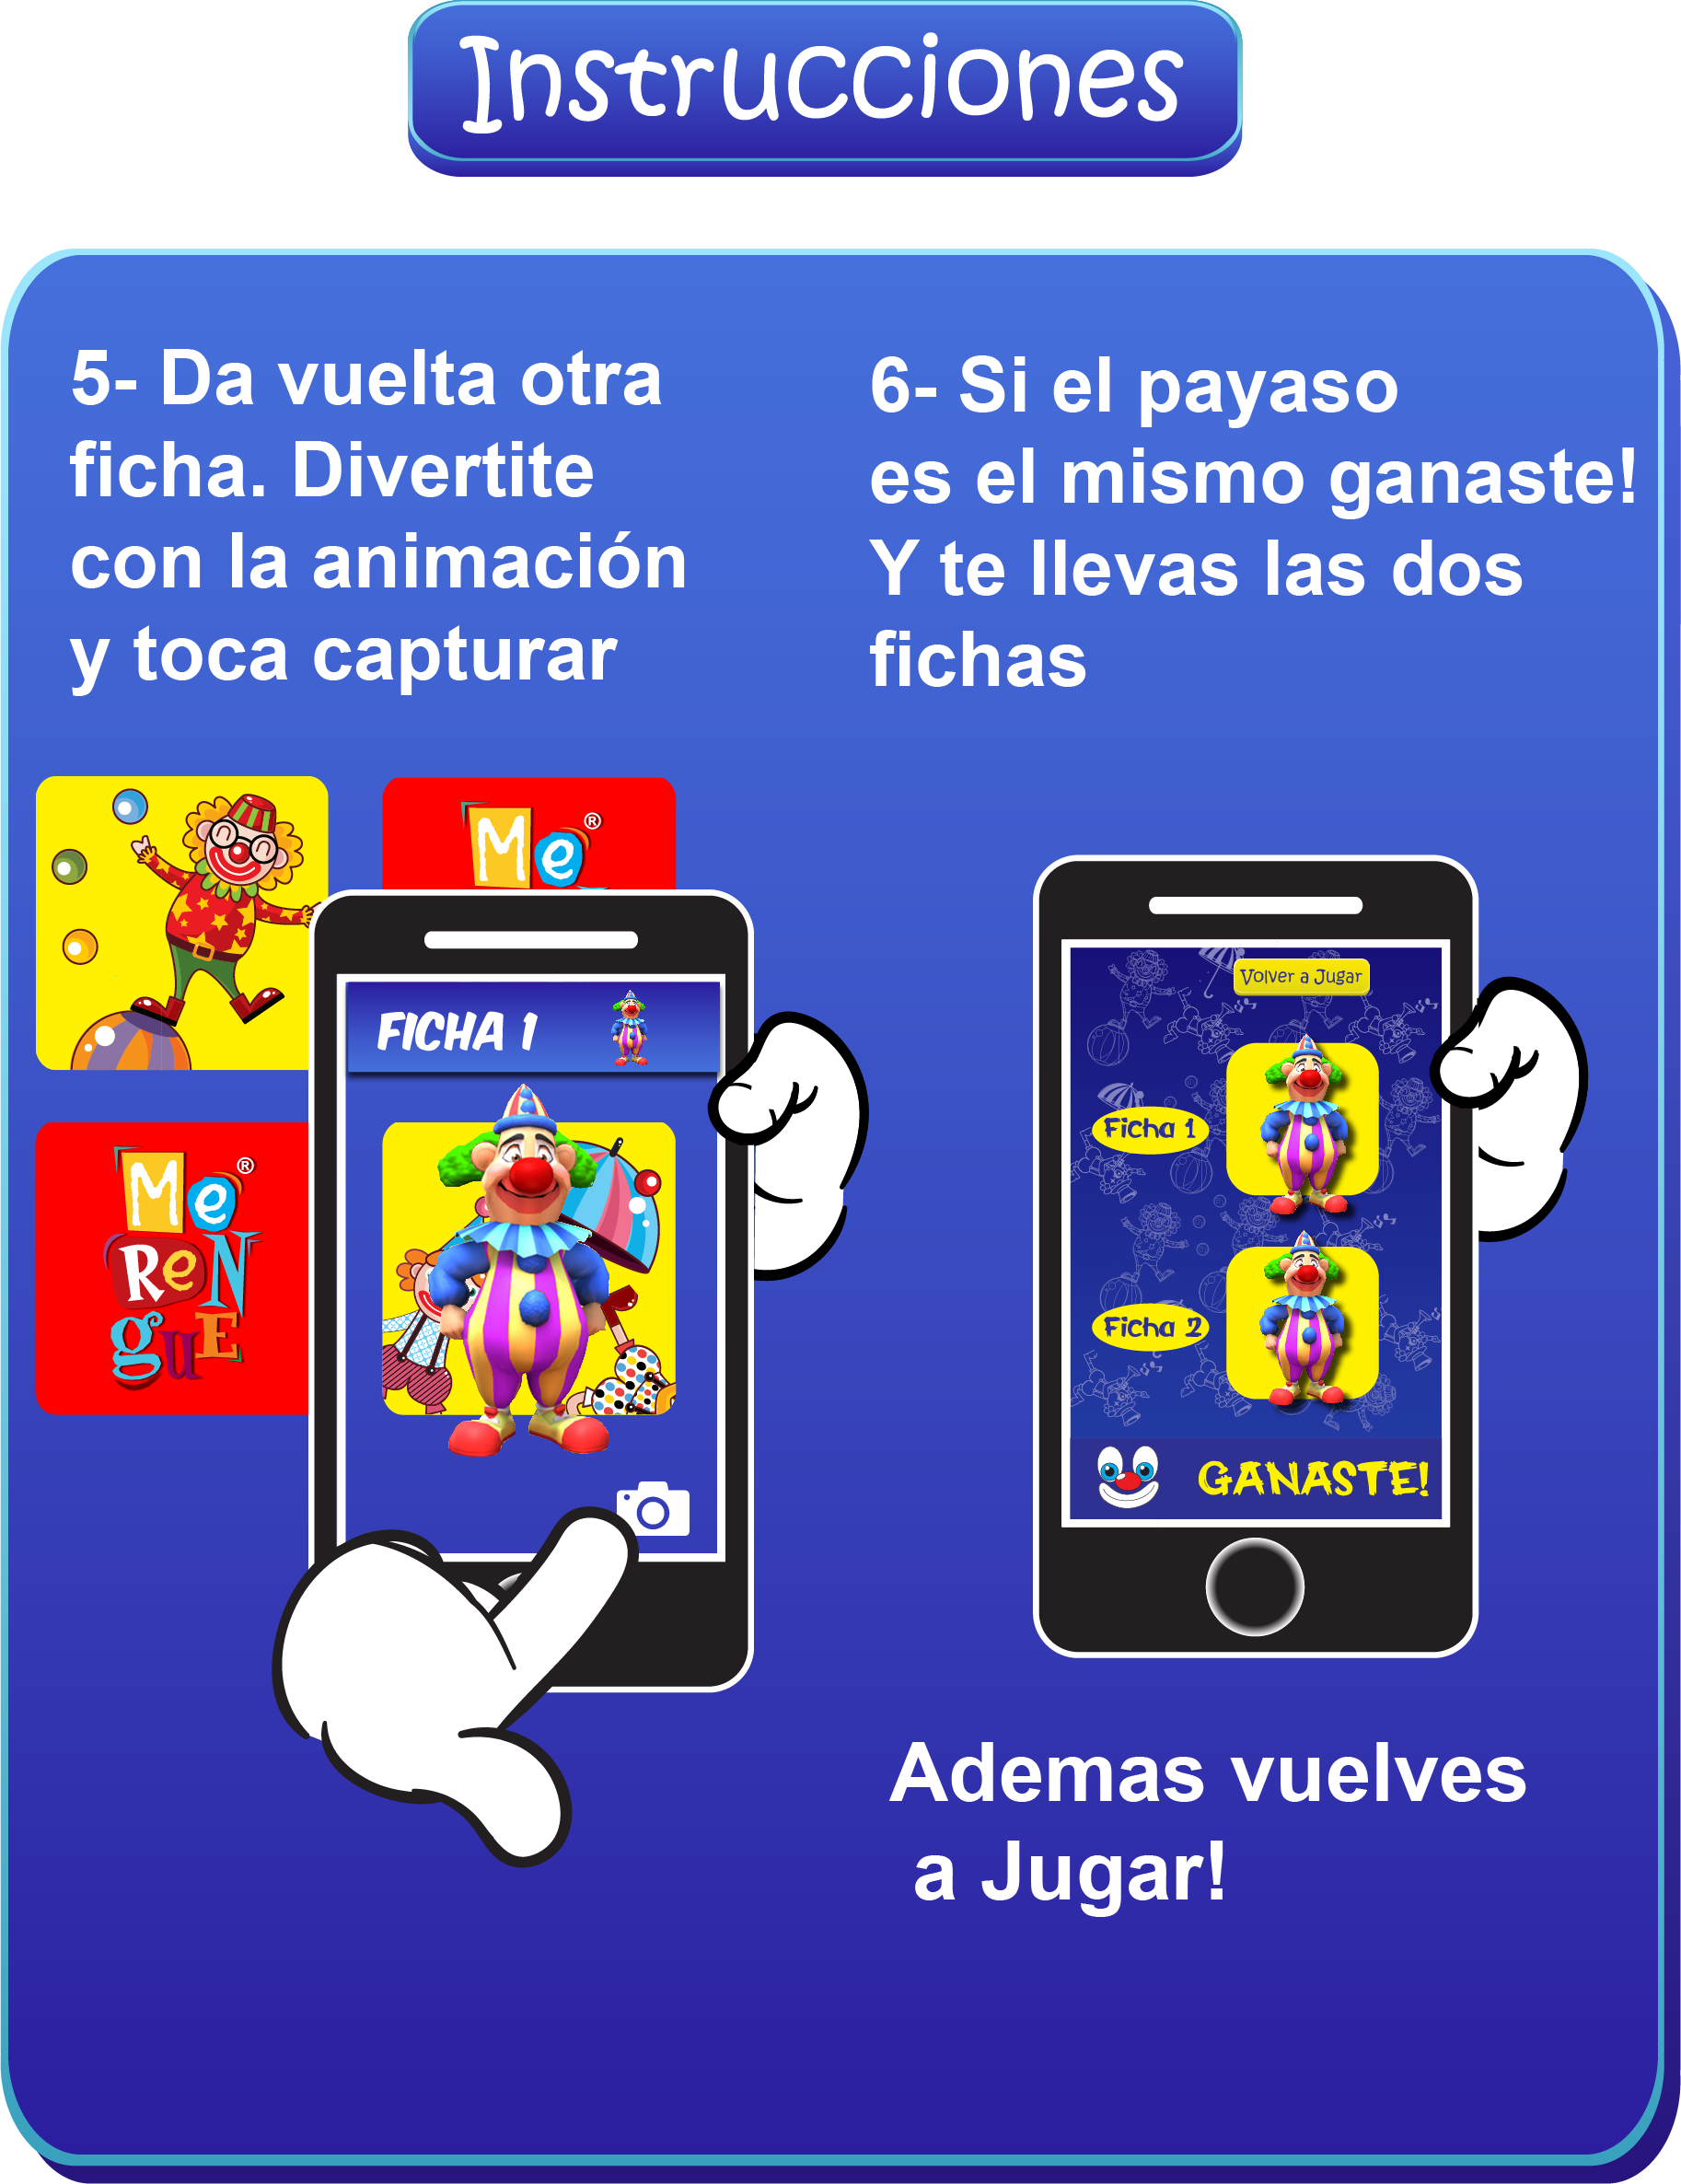 Instrucciones
5- Da vuelta otra
ficha. Divertite
con la animación
y toca capturar
6- Si el payaso
es el mismo ganaste!
Y te llevas las dos
fichas
Me®
Me®
ReN
guE
FICHA 1
Volver a Jugar
Ficha 1
Ficha 2
GANASTE!
Ademas vuelves
a Jugar!